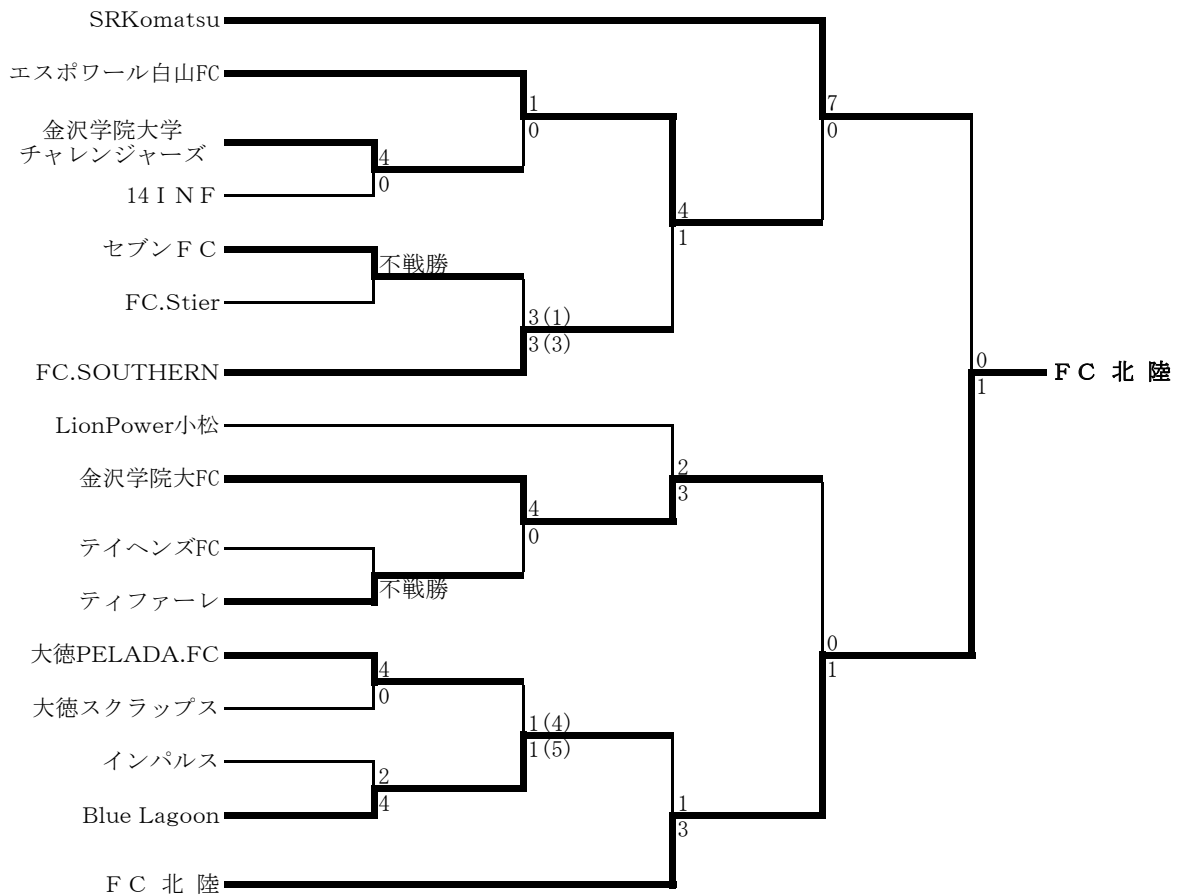 SRKomatsu
エスポワール白山FC
1
7
0
0
金沢学院大学
チャレンジャーズ
4
0
14ＩＮＦ
4
1
セブンＦＣ
不戦勝
FC.Stier
3(1)
3(3)
FC.SOUTHERN
0
1
ＦＣ 北 陸
LionPower小松
金沢学院大FC
2
3
4
0
テイヘンズFC
不戦勝
ティファーレ
大徳PELADA.FC
0
1
4
0
大徳スクラップス
1(4)
1(5)
インパルス
2
4
Blue Lagoon
1
3
ＦＣ 北 陸